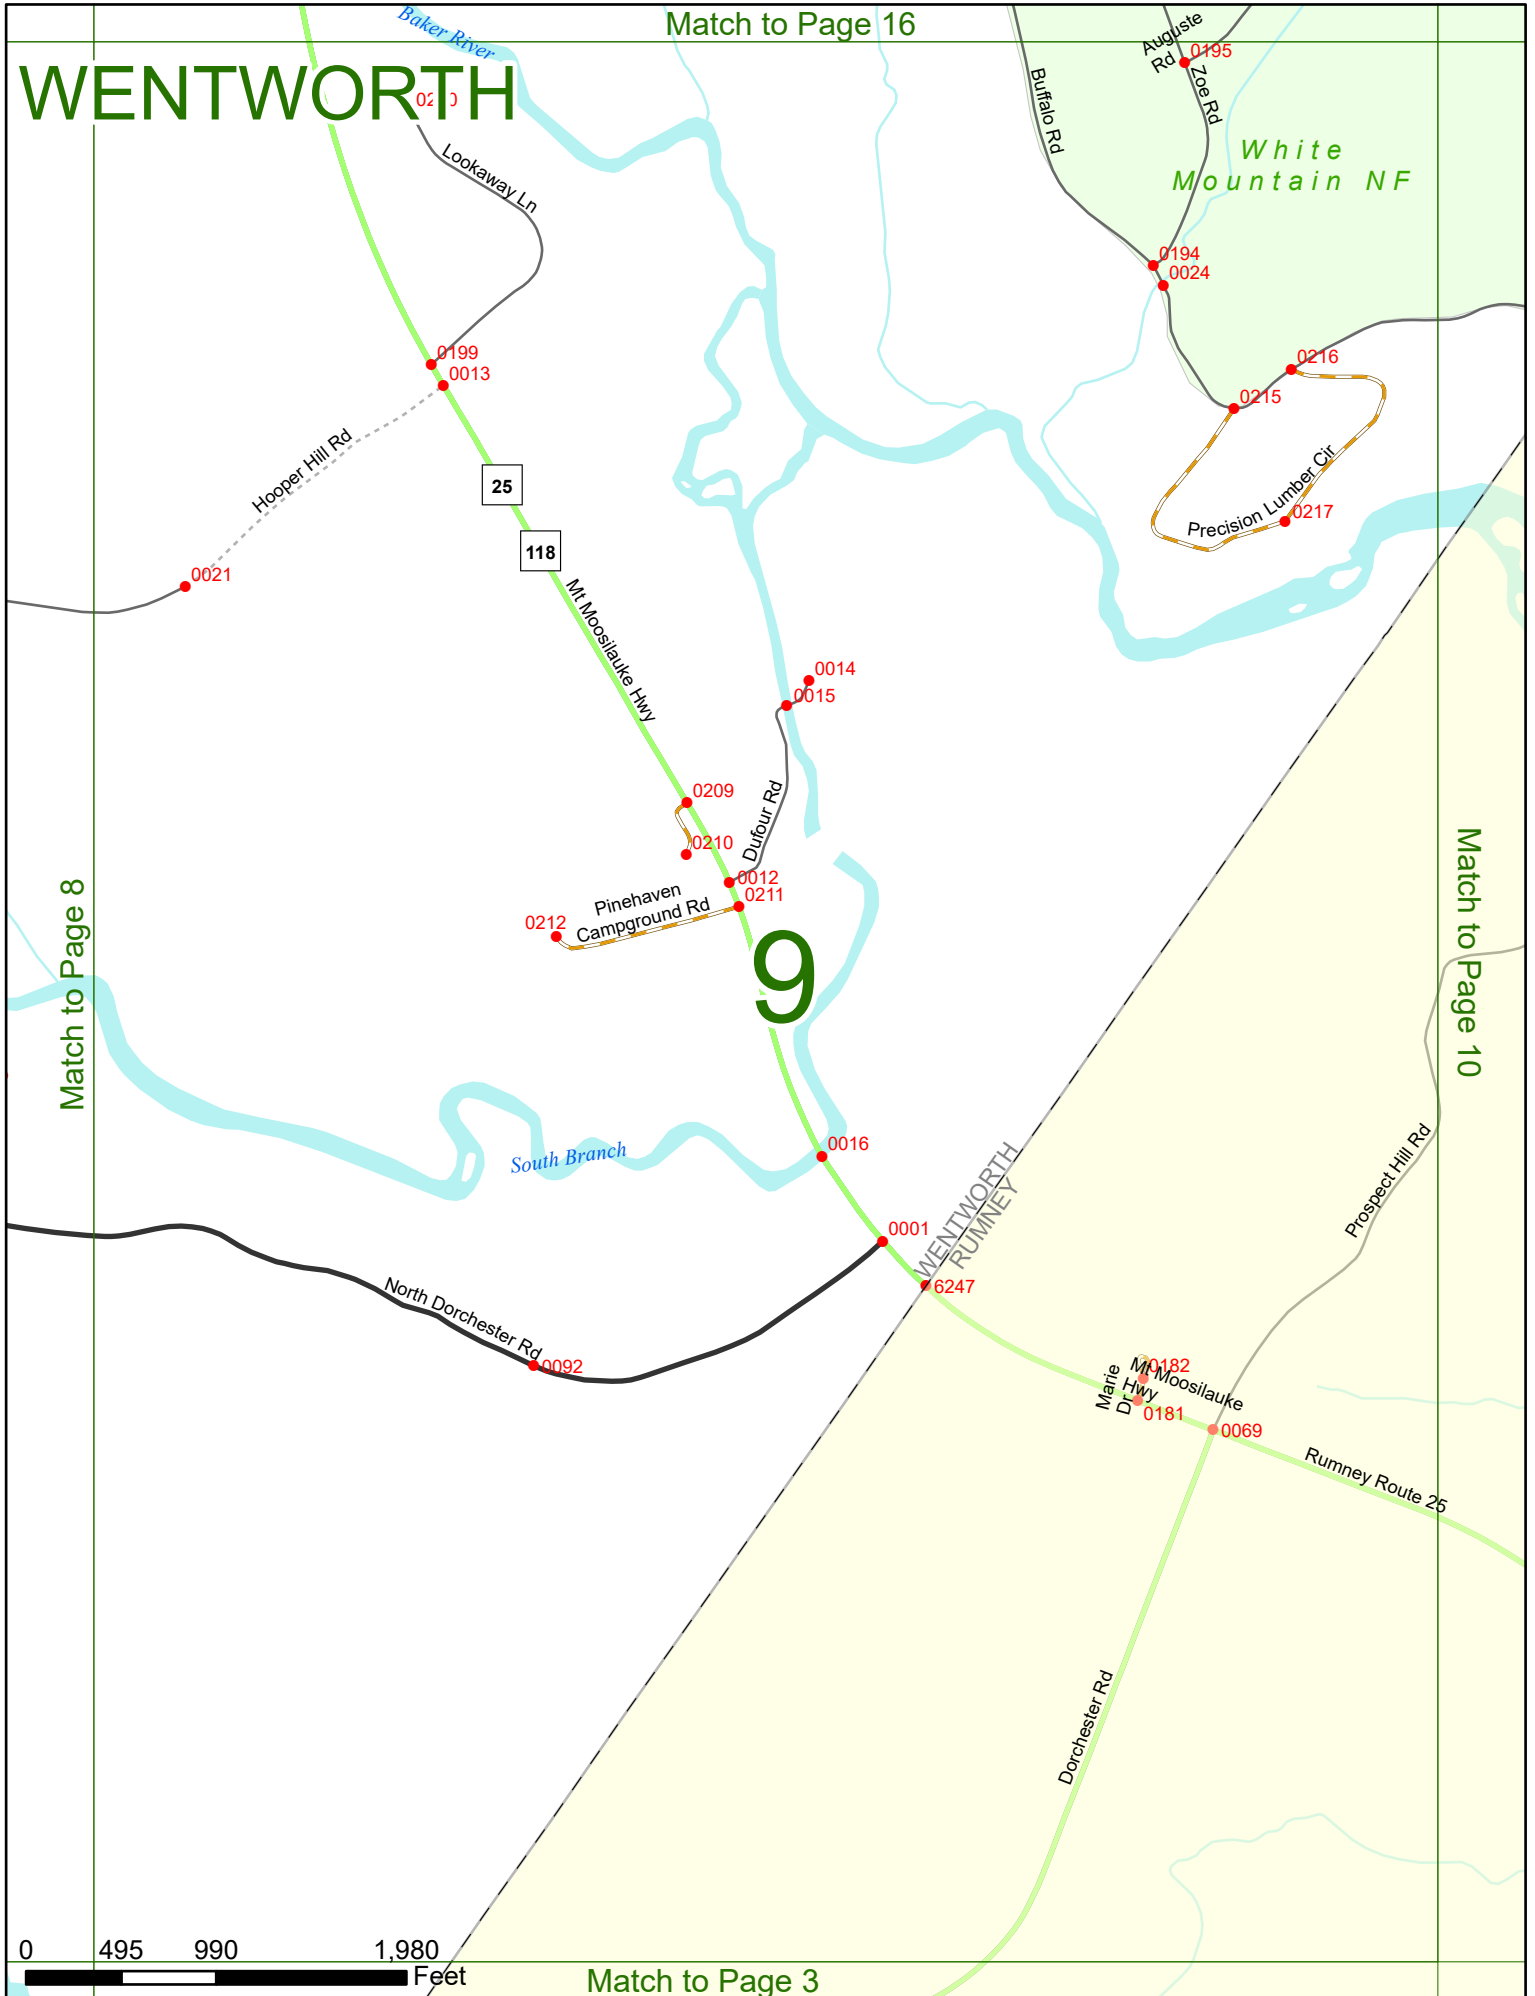 Match to Page 16
WENTWORTH
Baker River
Auguste
Rd
0195
Zoe Rd
Buffalo Rd
White
Mountain NF
Lookaway Ln
0194
0024
0199
0013
0216
0215
Hooper Hill Rd
25
Precision Lumber Cir
0217
118
0021
Mt Moosilauke Hwy
0014
0015
0209
Dufour Rd
0210
0012
0211
Pinehaven
Campground Rd
0212
9
Match to Page 8
Match to Page 10
South Branch
0016
Prospect Hill Rd
0001
WENTWORTH
RUMNEY
6247
North Dorchester Rd
0092
0182
Mt Moosilauke
Hwy
Marie
Dr
0181
0069
Rumney Route 25
Dorchester Rd
0 495 990 1,980
Feet
Match to Page 3